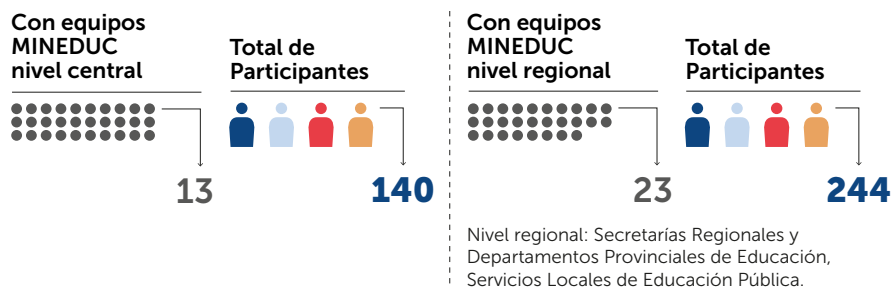 Con equipos
MINEDUC
nivel central
Total de
Participantes
13
140
Con equipos
MINEDUC
nivel regional
Total de
Participantes
23
244
Nivel regional: Secretarías Regionales y
Departamentos Provinciales de Educación,
Servicios Locales de Educación Pública.